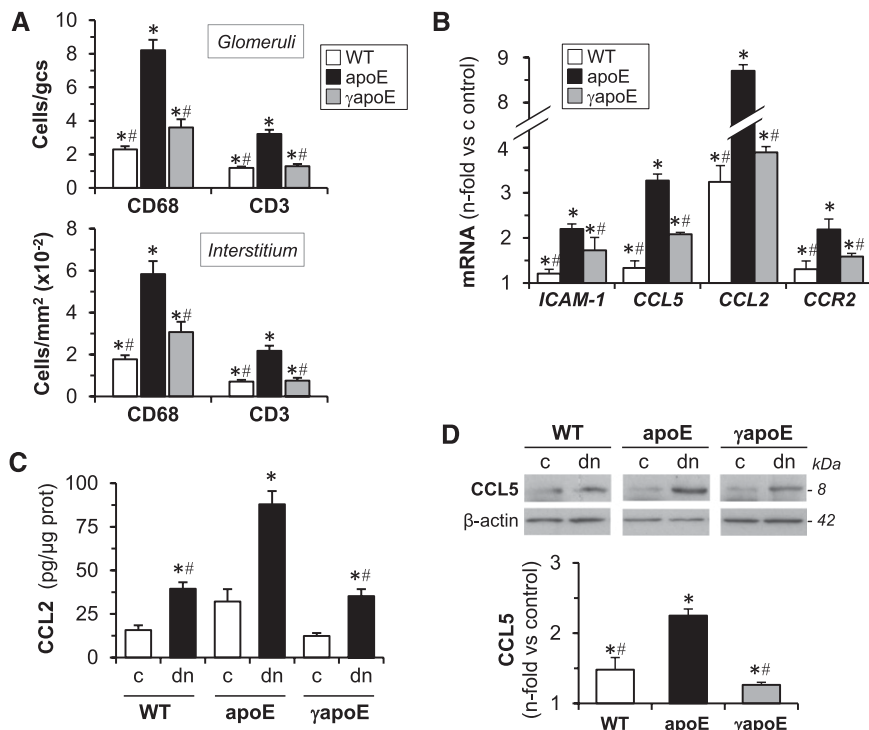 A
Glomeruli
WT
apoE
γapoE
Cells/gcs
10
8
6
4
2
0
*# * *# *# * *#
CD68 CD3
Interstitium
Cells/mm² (x10⁻²)
8
6
4
2
0
*# * *# *# * *#
CD68 CD3
B
WT
apoE
γapoE
mRNA (n-fold vs c ontrol)
9
8
4
3
2
1
*# * *# *# * *# *# * *# *# * *#
ICAM-1 CCL5 CCL2 CCR2
C
CCL2 (pg/μg prot)
100
75
50
25
0
*# * *#
c dn c dn c dn
WT apoE γapoE
D
WT apoE γapoE
c dn c dn c dn kDa
CCL5 - 8
β-actin - 42
CCL5
(n-fold vs control)
3
2
1
*# * *#
WT apoE γapoE